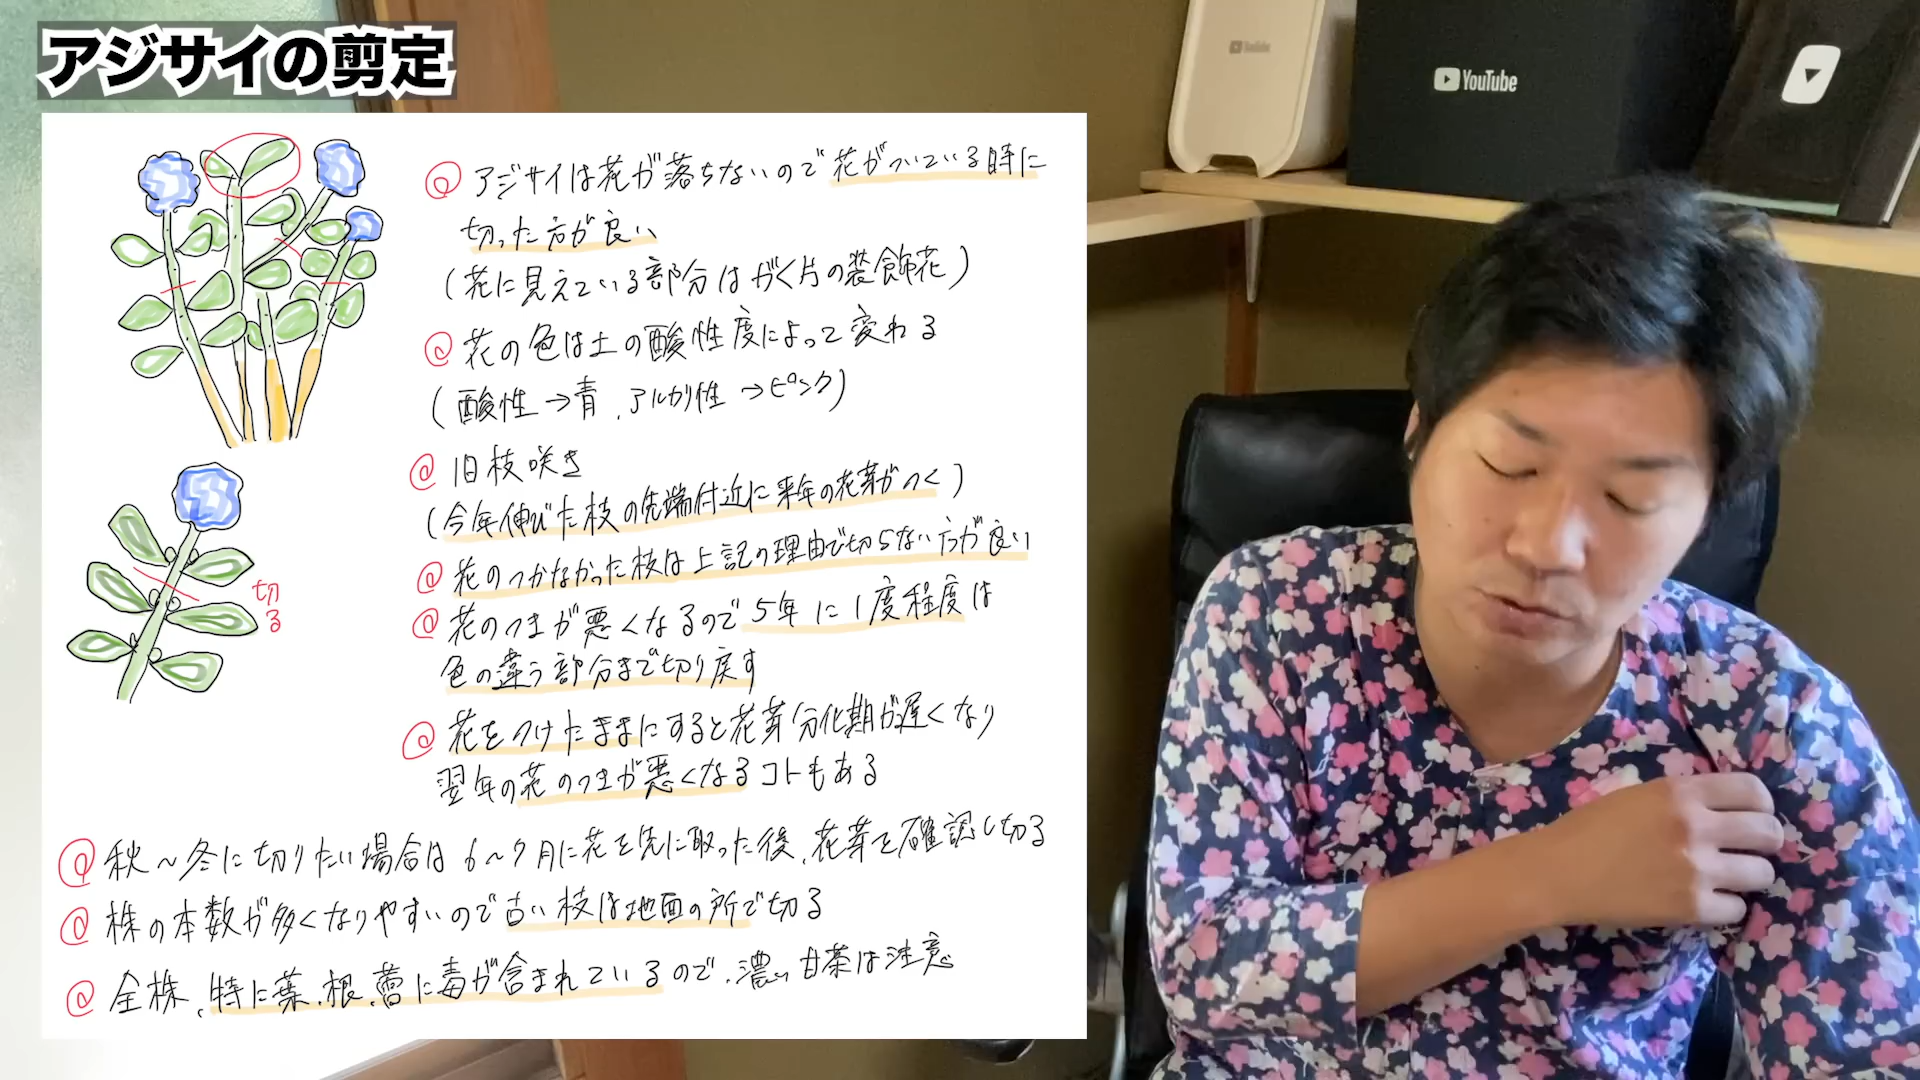 アジサイの剪定
YouTube
YouTube
@ アジサイは花が落ちないので花がついている時に
切った方が良い
(花に見えている部分はがく片の装飾花)
@ 花の色は土の酸性度によって変わる
(酸性→青、アルカリ性→ピンク)
@ 旧枝咲き
(今年伸びた枝の先端付近に来年の花芽がつく)
@ 花のつかなかった枝は上記の理由で切らない方が良い
@ 花のつきが悪くなるので5年に1度程度は
色の違う部分まで切り戻す
切る
@ 花をつけたままにすると花芽分化期が遅くなり
翌年の花のつきが悪くなるコトもある
@ 秋～冬に切りたい場合は6～7月に花を先に取った後、花芽を確認し切る
@ 株の本数が多くなりやすいので古い枝は地面の所で切る
@ 全株、特に葉、根、蕾に毒が含まれているので、濃い甘茶は注意